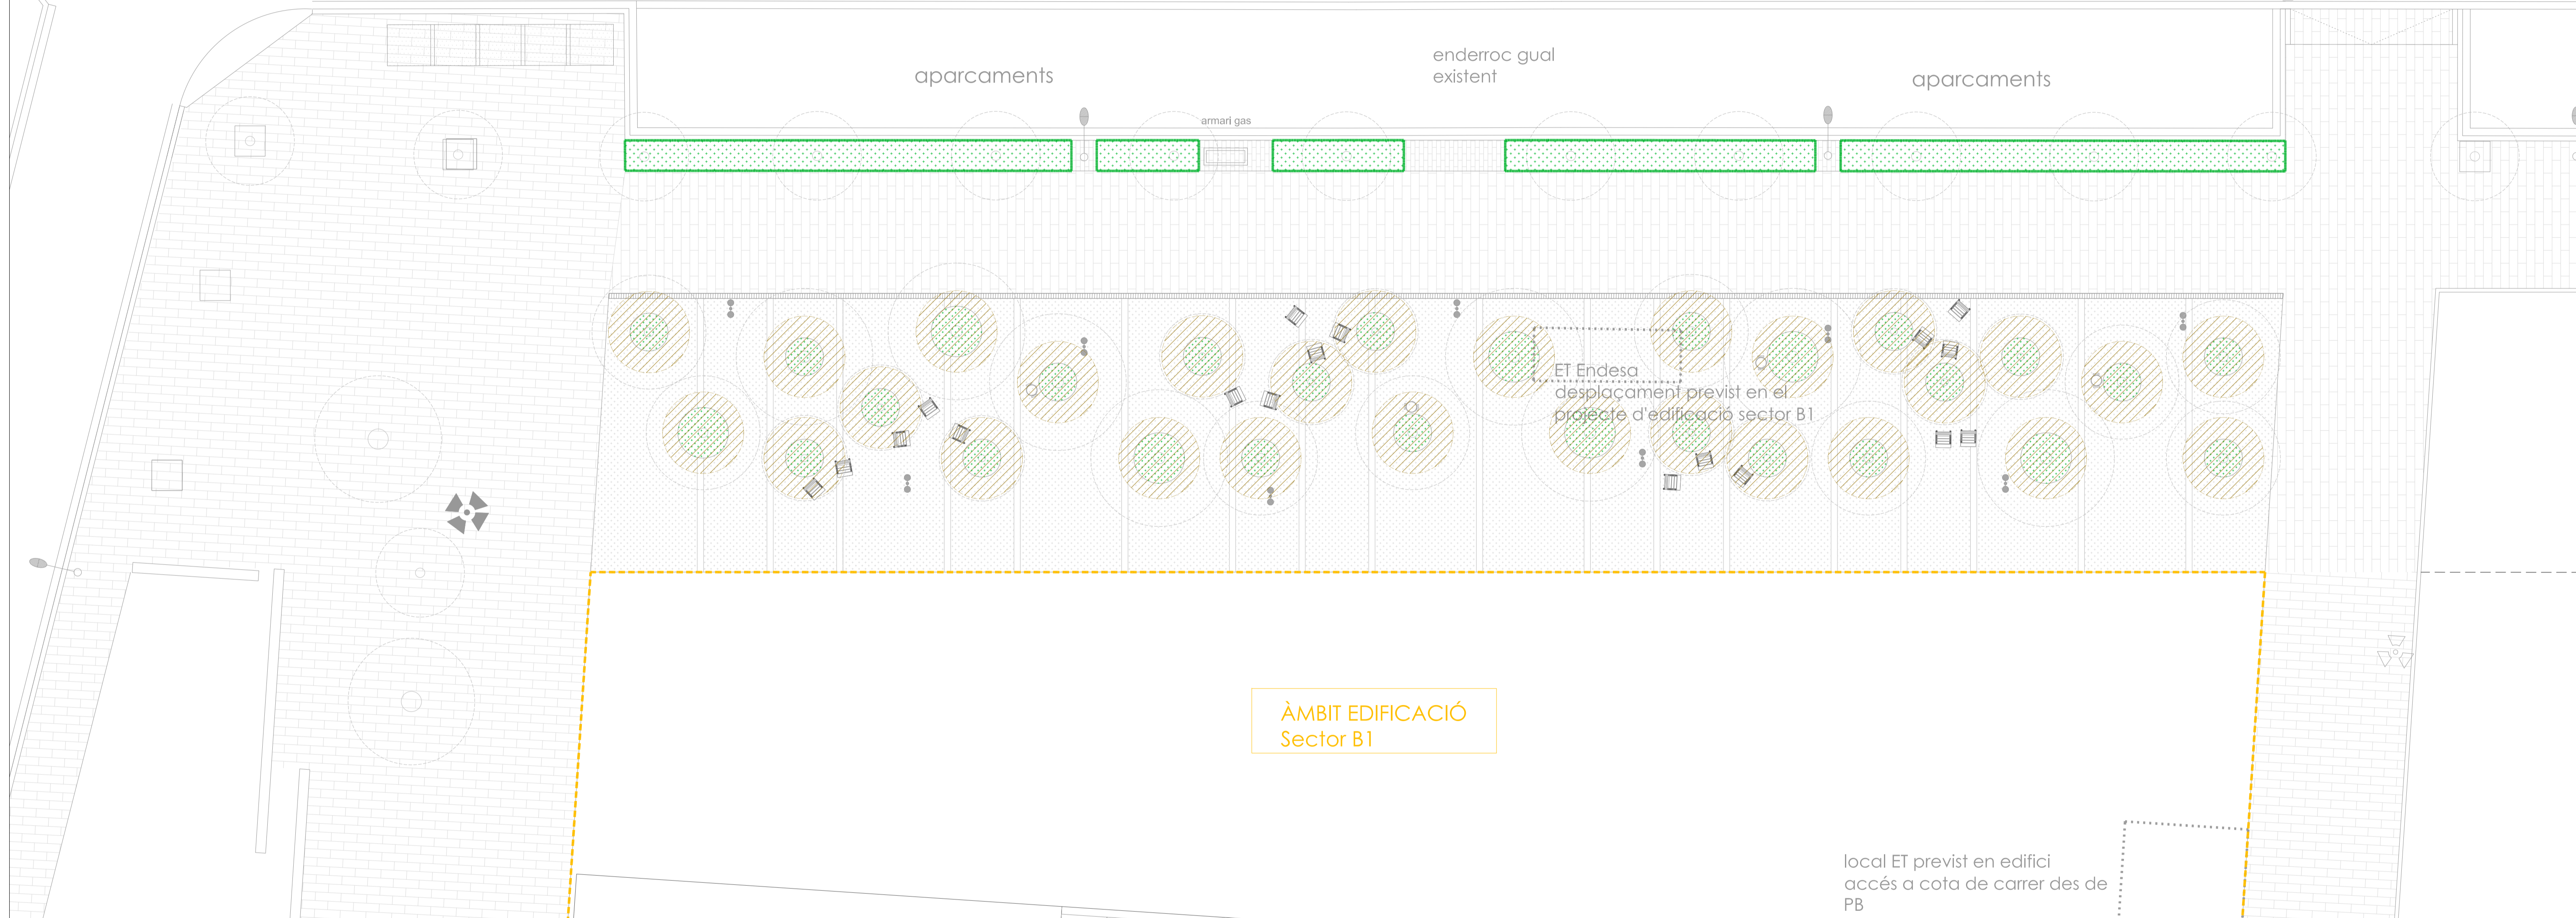 aparcaments
enderroc gual
existent
aparcaments
armari gas
ET Endesa
desplaçament previst en el
projecte d'edificació sector B1
ÀMBIT EDIFICACIÓ
Sector B1
local ET previst en edifici
accés a cota de carrer des de
PB